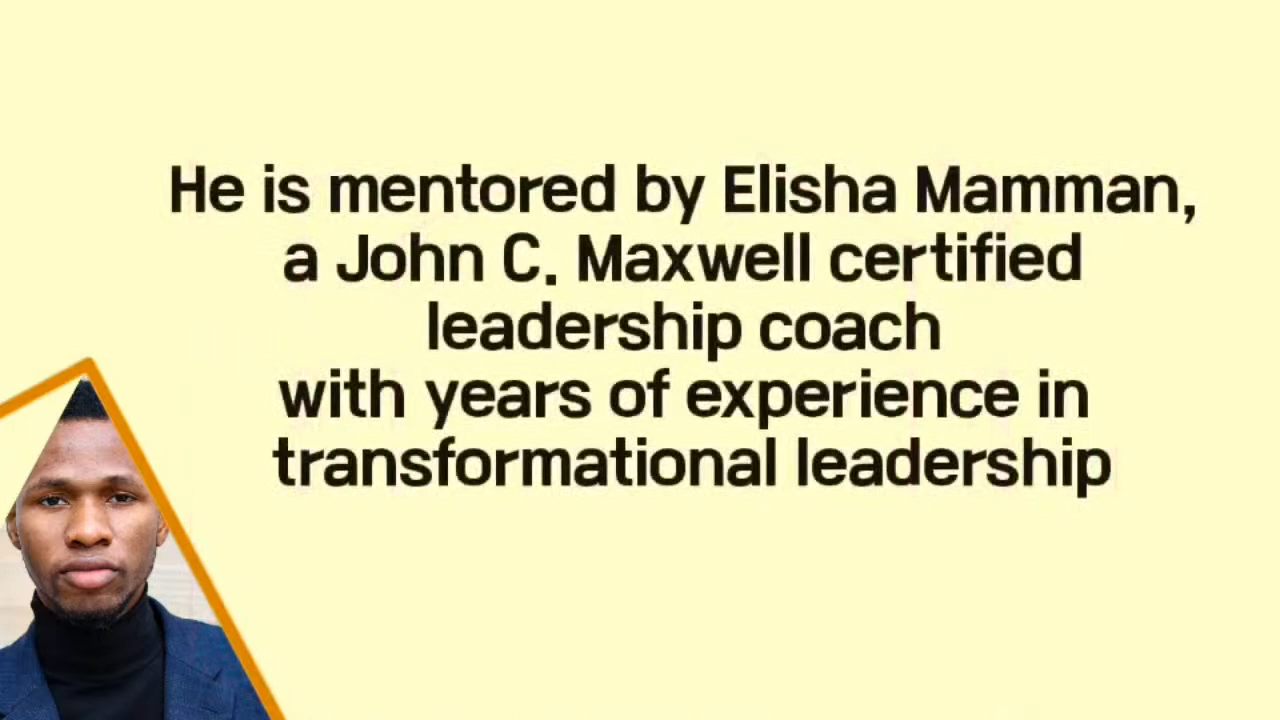 He is mentored by Elisha Mamman,
a John C. Maxwell certified
leadership coach
with years of experience in
transformational leadership